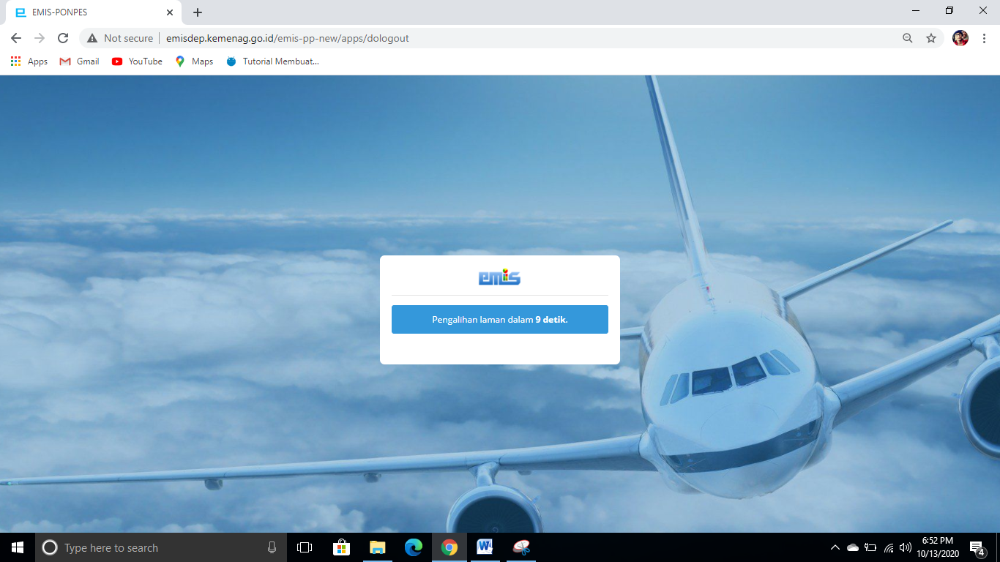 EMIS-PONPES
Not secure
emisdep.kemenag.go.id/emis-pp-new/apps/dologout
Apps
Gmail
YouTube
Maps
Tutorial Membuat...
emis
Pengalihan laman dalam 9 detik.
Type here to search
6:52 PM
10/13/2020
4